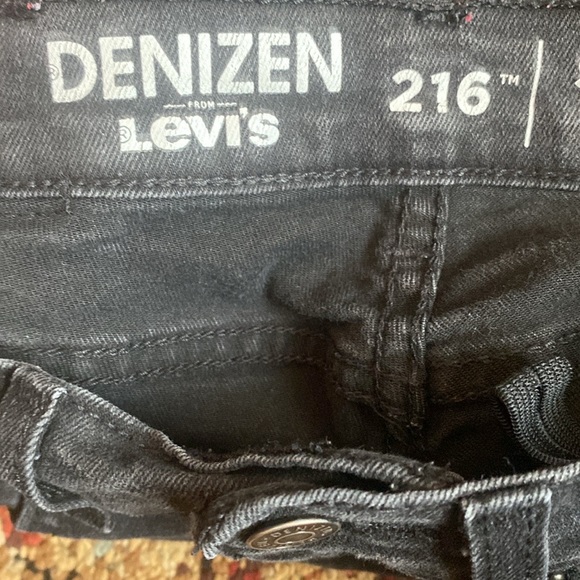 DENIZEN®
FROM
Levi's®
216™